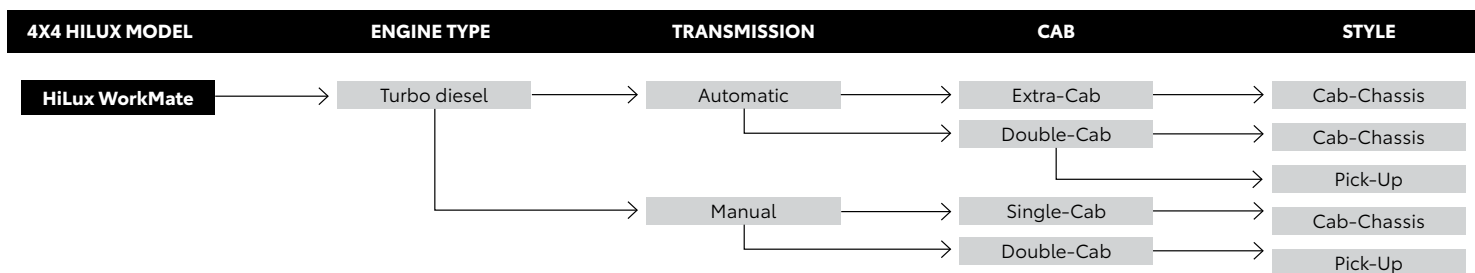 4X4 HILUX MODEL ENGINE TYPE TRANSMISSION CAB STYLE
HiLux WorkMate Turbo diesel Automatic Extra-Cab Cab-Chassis
Double-Cab Cab-Chassis
Pick-Up
Manual Single-Cab Cab-Chassis
Double-Cab Pick-Up